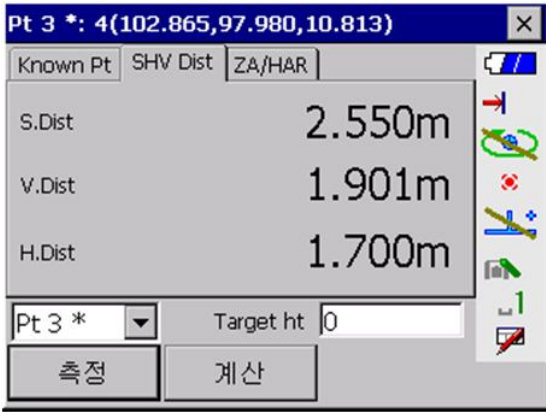 Pt 3 *: 4(102.865,97.980,10.813)
Known Pt SHV Dist ZA/HAR
S.Dist 2.550m
V.Dist 1.901m
H.Dist 1.700m
1
Pt 3 * Target ht 0
측정 계산